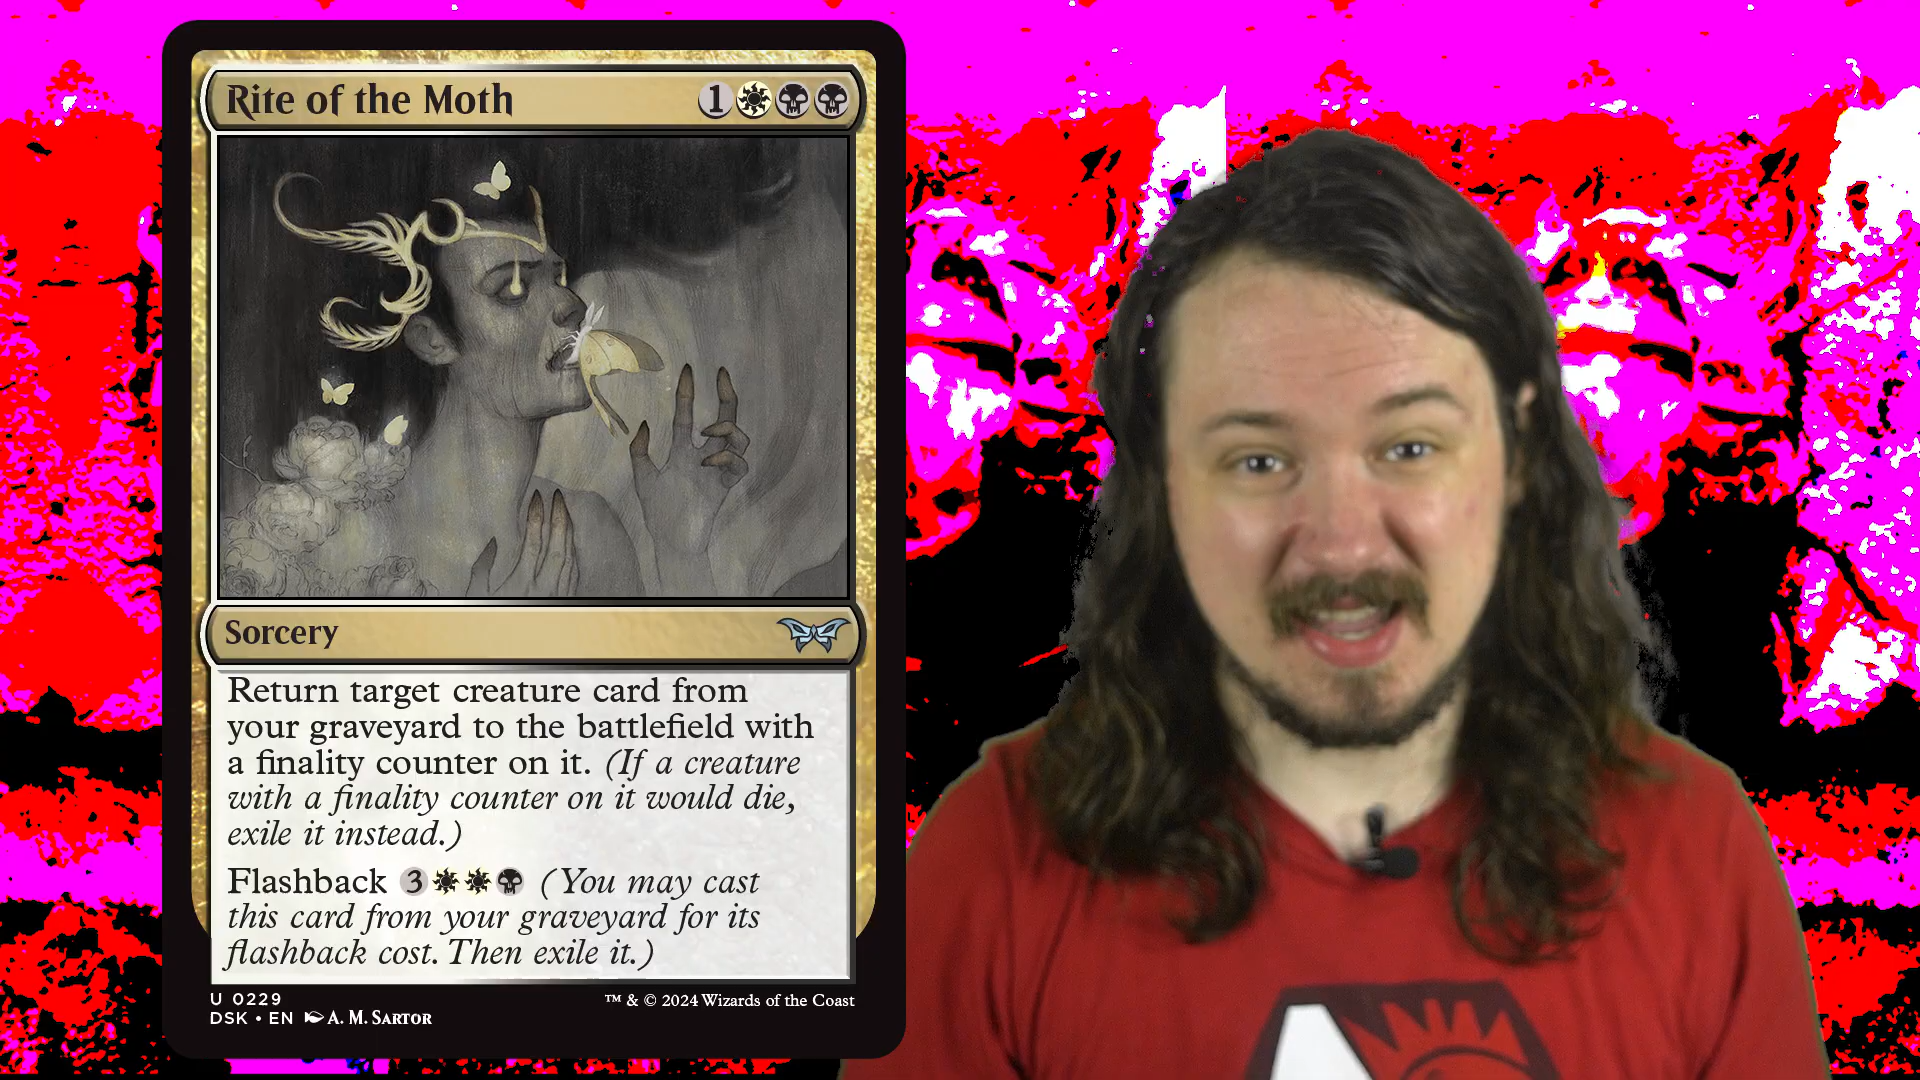 Rite of the Moth 1
Sorcery
Return target creature card from
your graveyard to the battlefield with
a finality counter on it. (If a creature
with a finality counter on it would die,
exile it instead.)
Flashback 3 (You may cast
this card from your graveyard for its
flashback cost. Then exile it.)
U 0229
DSK • EN A. M. Sartor
™ & © 2024 Wizards of the Coast